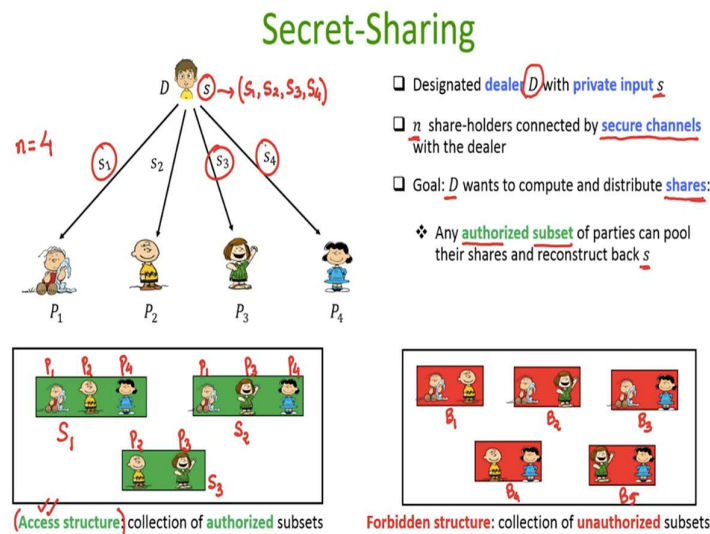 Secret-Sharing
D s → (S1, S2, S3, S4)
n=4
s1 s2 s3 s4
P1 P2 P3 P4
❑ Designated dealer D with private input s
❑ n share-holders connected by secure channels
with the dealer
❑ Goal: D wants to compute and distribute shares:
❖ Any authorized subset of parties can pool
their shares and reconstruct back s
P1 P2 P4 P1 P3 P4
S1 S2
P2 P3
S3
(Access structure): collection of authorized subsets
B1 B2 B3
B4 B5
Forbidden structure: collection of unauthorized subsets